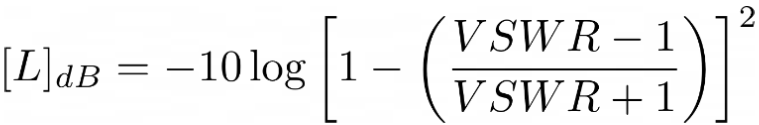 [L]_{dB} = -10 \log \left[ 1 - \left( \frac{VSWR - 1}{VSWR + 1} \right) \right]^2